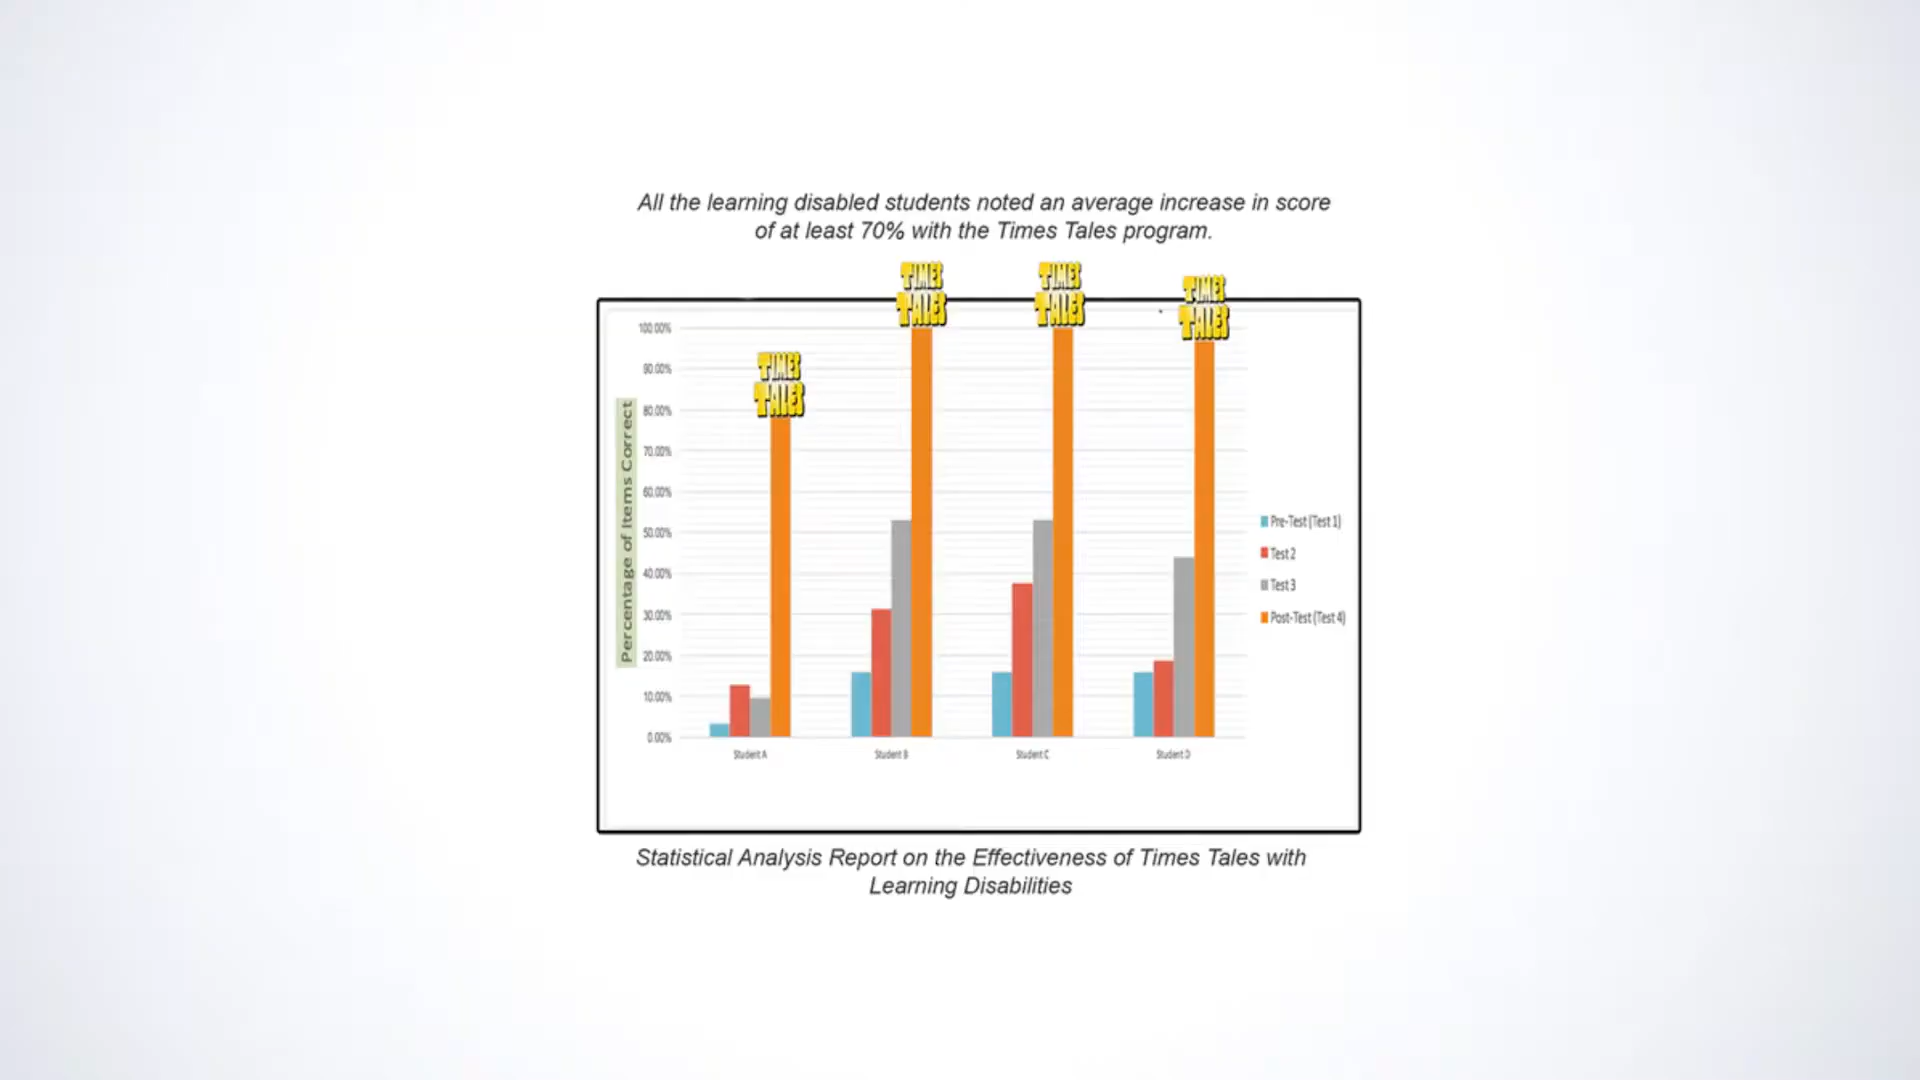 All the learning disabled students noted an average increase in score
of at least 70% with the Times Tales program.
TIMES
TALES
TIMES
TALES
TIMES
TALES
TIMES
TALES
Percentage of Items Correct
100.00%
90.00%
80.00%
70.00%
60.00%
50.00%
40.00%
30.00%
20.00%
10.00%
0.00%
Student A
Student B
Student C
Student D
Pre-Test (Test 1)
Test 2
Test 3
Post-Test (Test 4)
Statistical Analysis Report on the Effectiveness of Times Tales with
Learning Disabilities